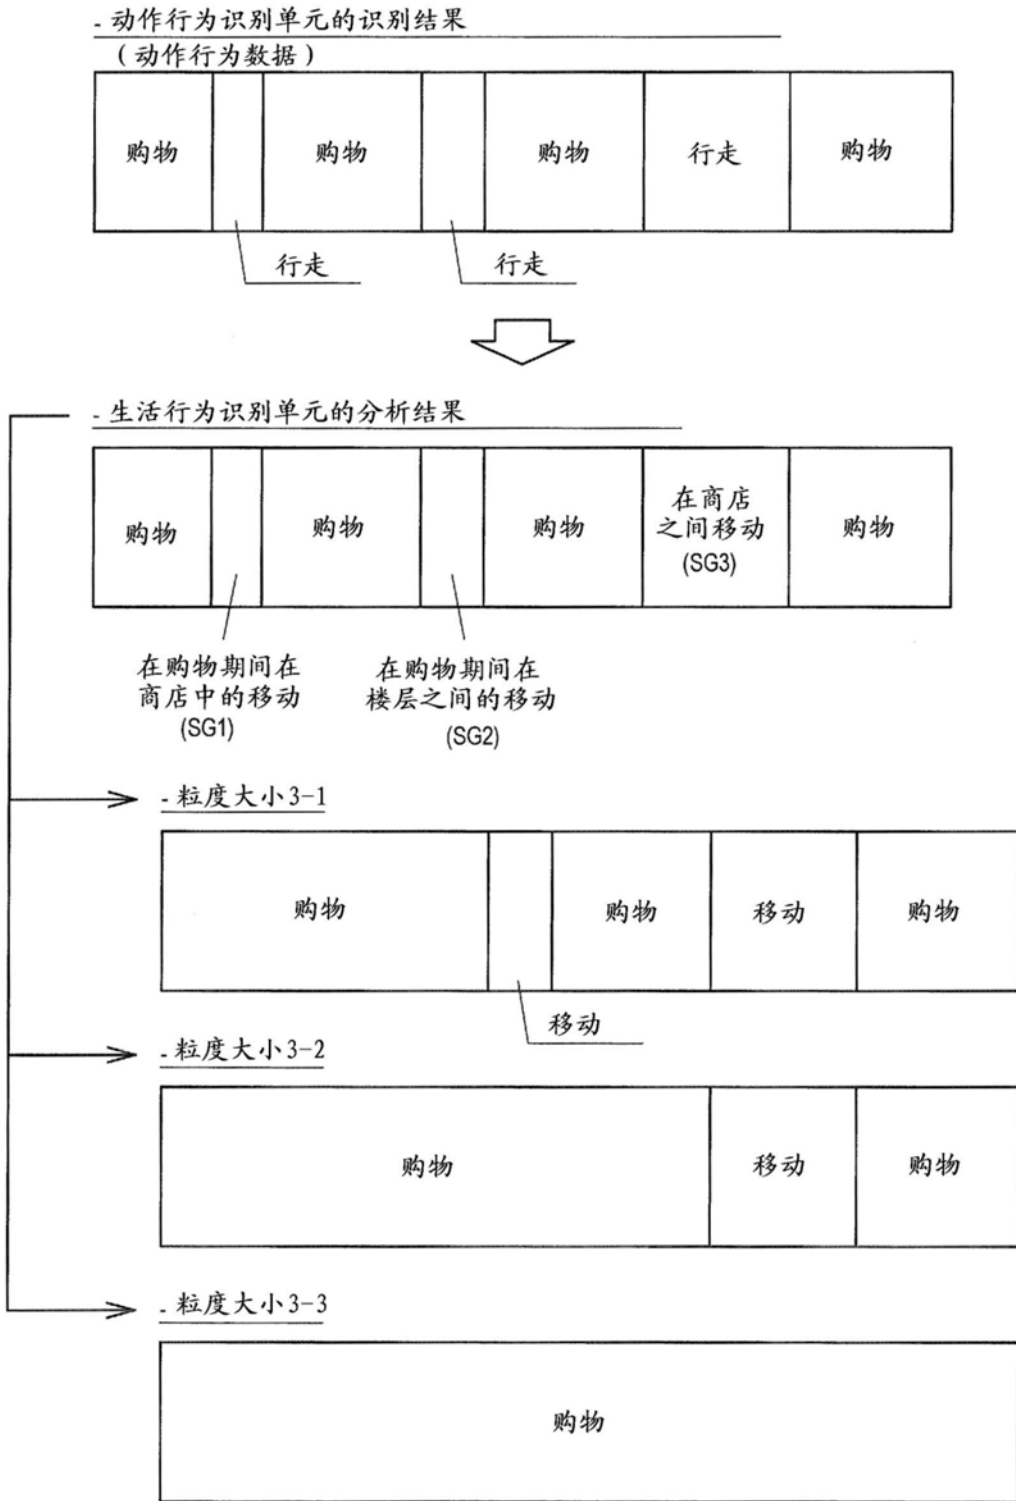 - 动作行为识别单元的识别结果
(动作行为数据)
购物
购物
购物
行走
购物
行走
行走
- 生活行为识别单元的分析结果
购物
购物
购物
在商店
之间移动
(SG3)
购物
在购物期间在
商店中的移动
(SG1)
在购物期间在
楼层之间的移动
(SG2)
- 粒度大小3-1
购物
购物
移动
购物
移动
- 粒度大小3-2
购物
移动
购物
- 粒度大小3-3
购物